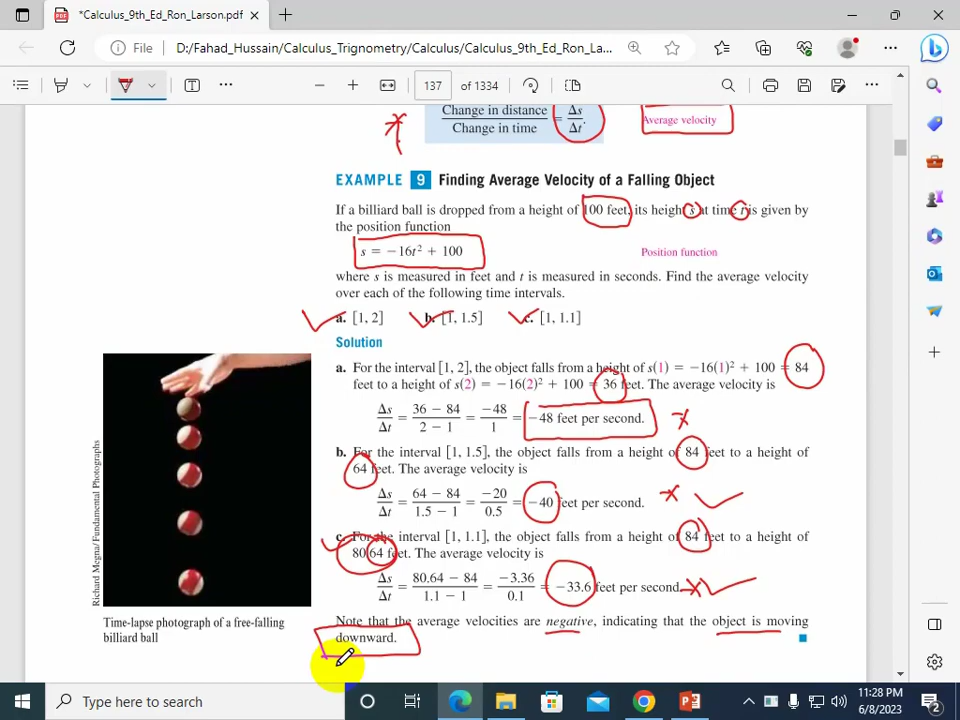 *Calculus_9th_Ed_Ron_Larson.pdf
File
D:/Fahad_Hussain/Calculus_Trignometry/Calculus/Calculus_9th_Ed_Ron_La...
137 of 1334
Change in distance
Change in time
= Δs
Δt.
Average velocity
EXAMPLE 9 Finding Average Velocity of a Falling Object
If a billiard ball is dropped from a height of 100 feet, its height s at time t is given by
the position function
s = −16t² + 100
Position function
where s is measured in feet and t is measured in seconds. Find the average velocity
over each of the following time intervals.
a. [1, 2] b. [1, 1.5] c. [1, 1.1]
Solution
a. For the interval [1, 2], the object falls from a height of s(1) = −16(1)² + 100 = 84
feet to a height of s(2) = −16(2)² + 100 = 36 feet. The average velocity is
Δs/Δt = (36 − 84)/(2 − 1) = −48/1 = −48 feet per second.
b. For the interval [1, 1.5], the object falls from a height of 84 feet to a height of
64 feet. The average velocity is
Δs/Δt = (64 − 84)/(1.5 − 1) = −20/0.5 = −40 feet per second.
c. For the interval [1, 1.1], the object falls from a height of 84 feet to a height of
80.64 feet. The average velocity is
Δs/Δt = (80.64 − 84)/(1.1 − 1) = −3.36/0.1 = −33.6 feet per second.
Note that the average velocities are negative, indicating that the object is moving
downward.
Richard Megna/Fundamental Photographs
Time-lapse photograph of a free-falling
billiard ball
Type here to search
11:28 PM
6/8/2023
2